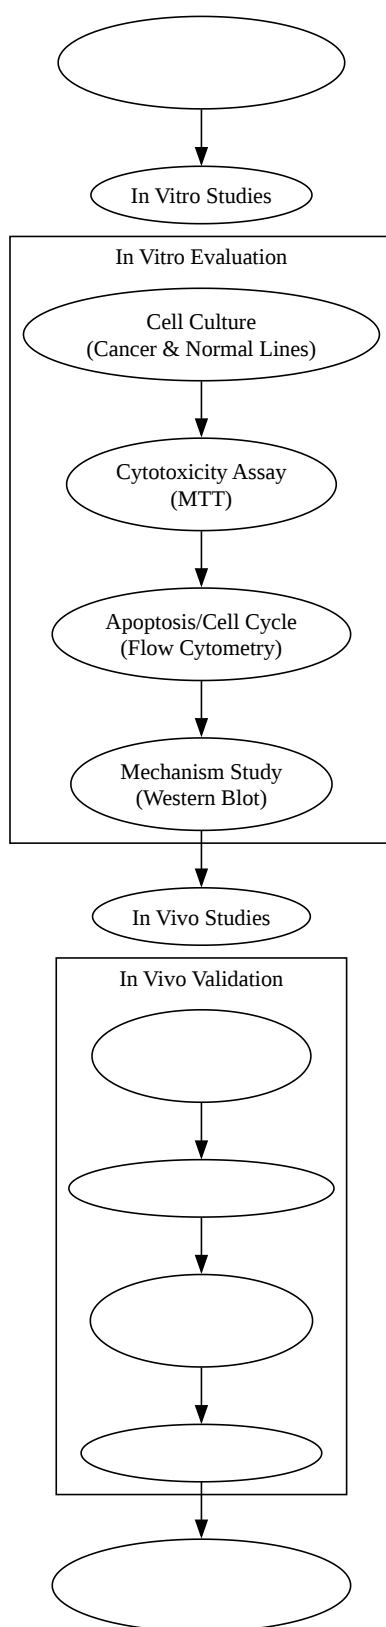 In Vitro Studies
In Vitro Evaluation
Cell Culture
(Cancer & Normal Lines)
Cytotoxicity Assay
(MTT)
Apoptosis/Cell Cycle
(Flow Cytometry)
Mechanism Study
(Western Blot)
In Vivo Studies
In Vivo Validation